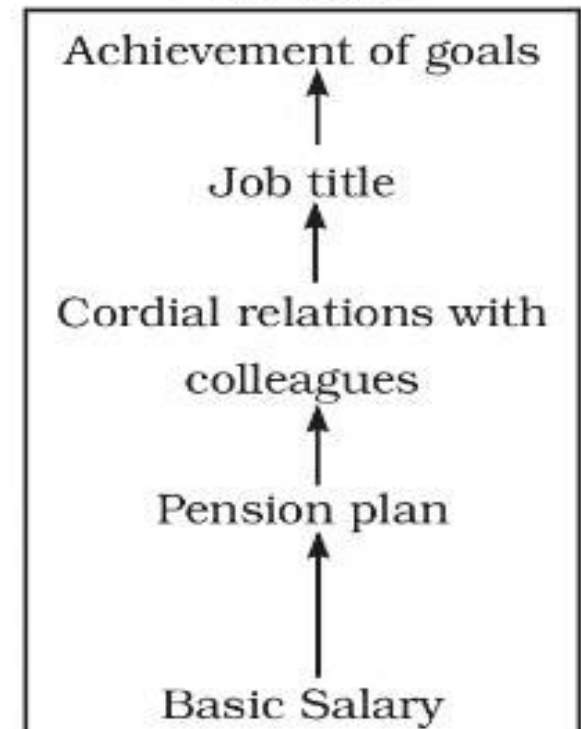 Achievement of goals
Job title
Cordial relations with
colleagues
Pension plan
Basic Salary